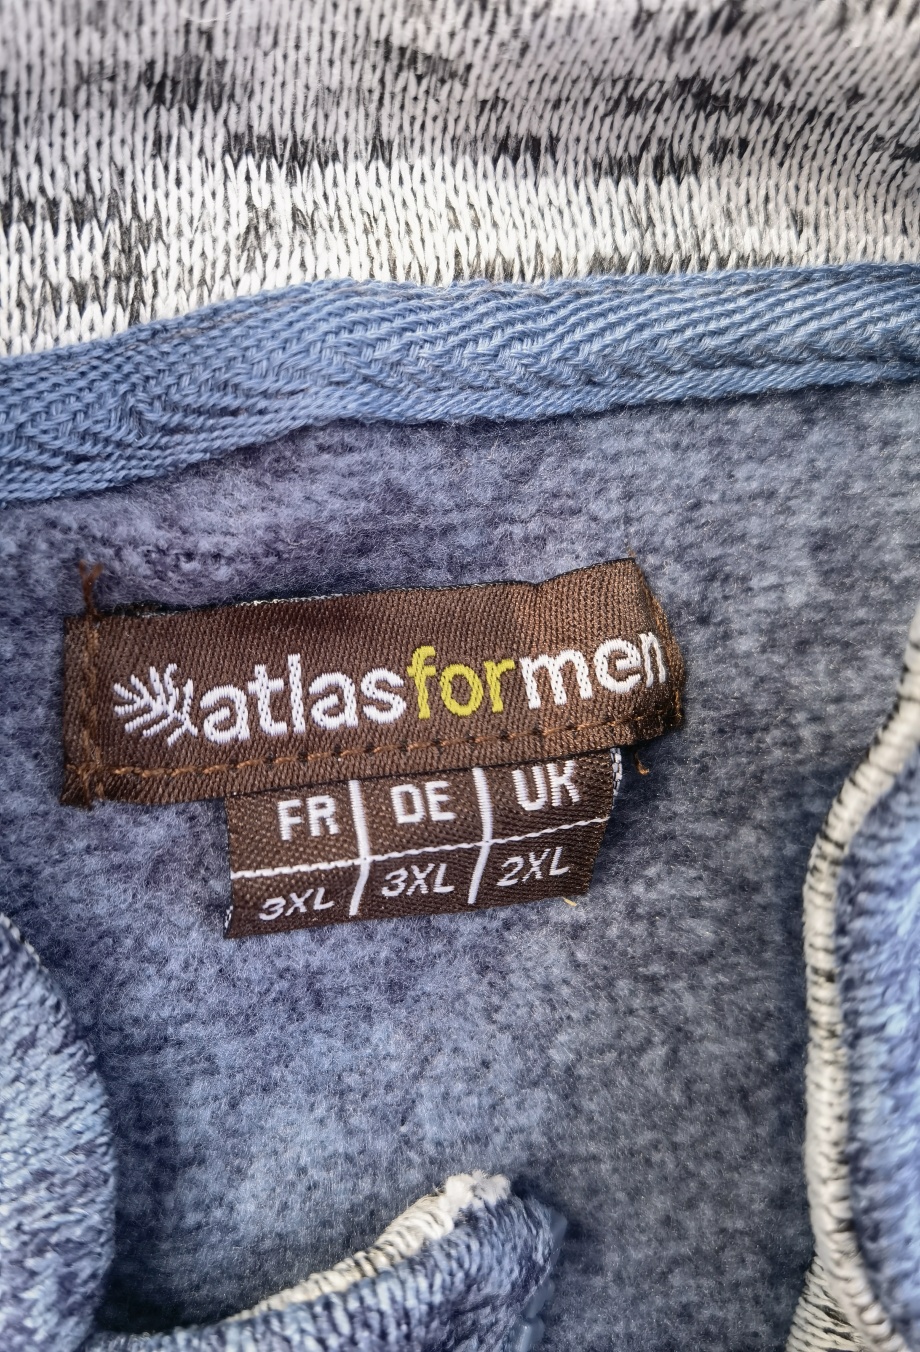 atlasformen
FR DE UK
3XL 3XL 2XL